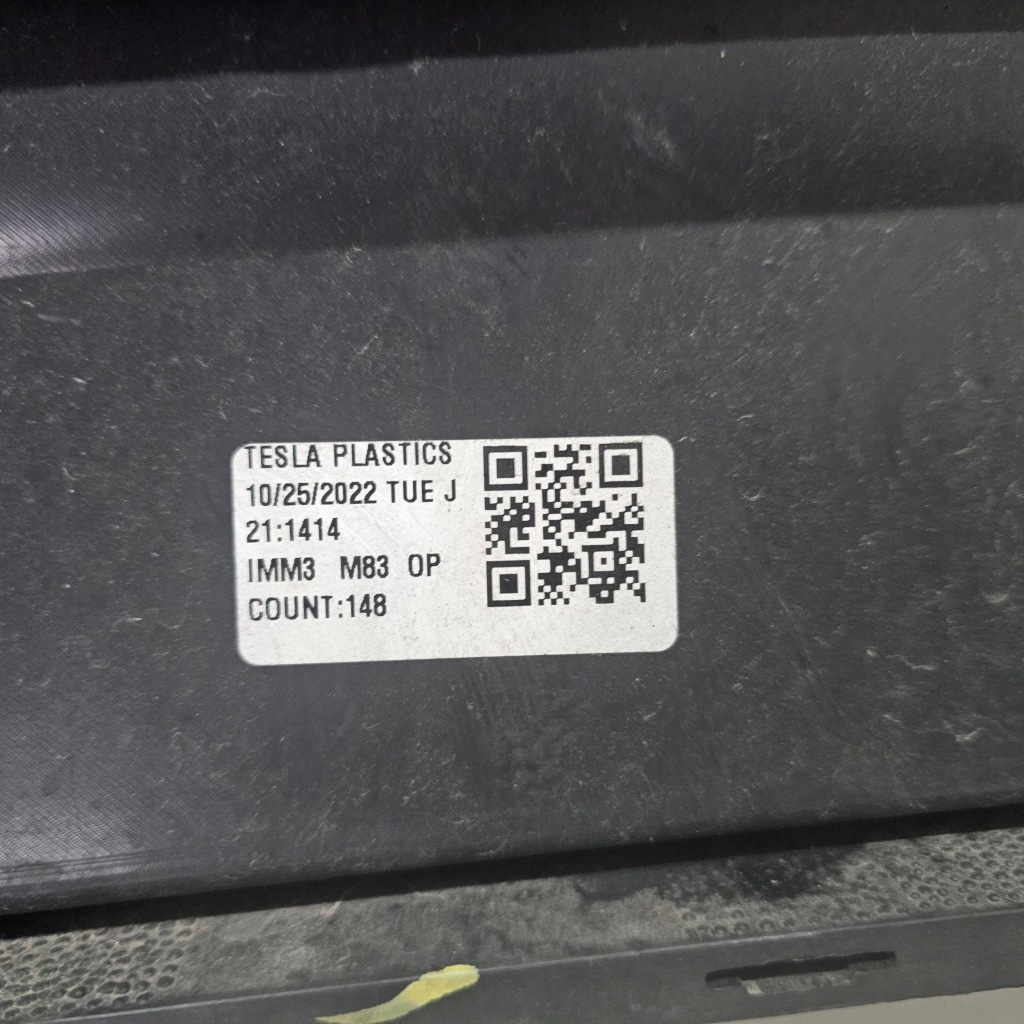 TESLA PLASTICS
10/25/2022 TUE J
21:1414
IMM3 M83 OP
COUNT:148